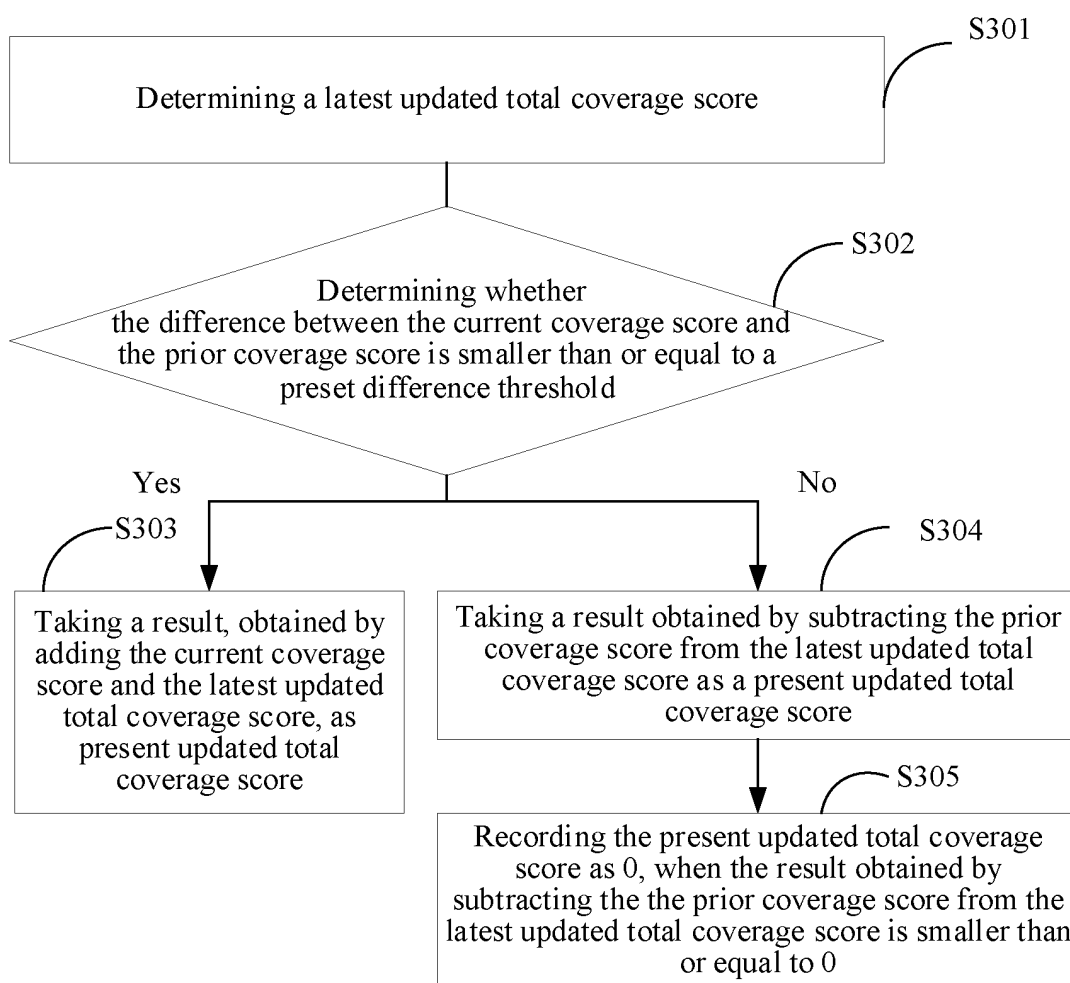 S301
Determining a latest updated total coverage score
S302
Determining whether
the difference between the current coverage score and
the prior coverage score is smaller than or equal to a
preset difference threshold
Yes
No
S303
S304
Taking a result, obtained by
adding the current coverage
score and the latest updated
total coverage score, as
present updated total
coverage score
Taking a result obtained by subtracting the prior
coverage score from the latest updated total
coverage score as a present updated total
coverage score
S305
Recording the present updated total coverage
score as 0, when the result obtained by
subtracting the the prior coverage score from the
latest updated total coverage score is smaller than
or equal to 0